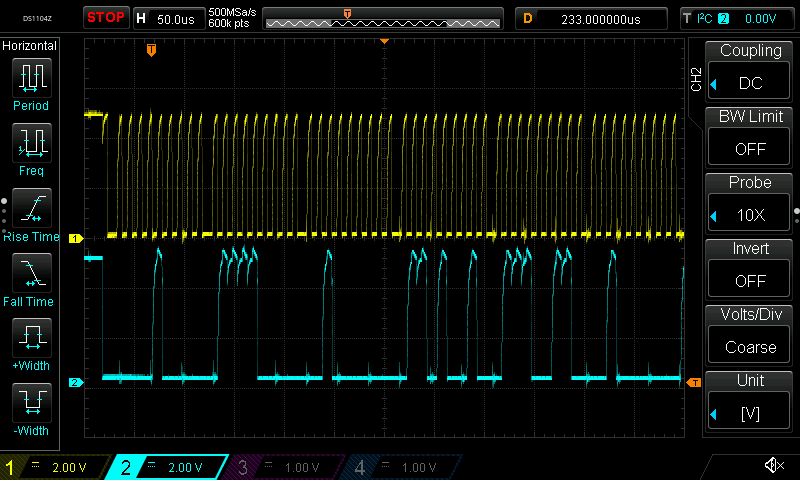 DS1104Z
STOP
H 50.0us
500MSa/s
600k pts
T
D 233.000000us
T I²C 2 0.00V
Horizontal
Period
Freq
Rise Time
Fall Time
+Width
-Width
T
1
2
T
CH2
Coupling
DC
BW Limit
OFF
Probe
10X
Invert
OFF
Volts/Div
Coarse
Unit
[V]
1 2.00 V
2 2.00 V
3 1.00 V
4 1.00 V